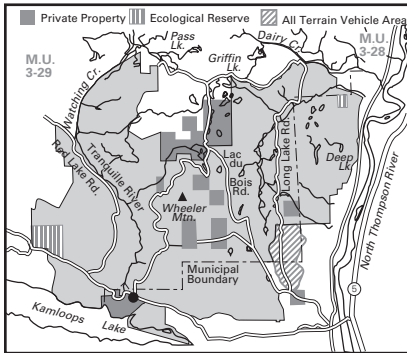 Private Property
Ecological Reserve
All Terrain Vehicle Area
M.U.
3-29
Watching Cr.
Pass
Lk.
Griffin
Lk.
Dairy Cr.
M.U.
3-28
Red Lake Rd.
Tranquille River
Lac
du
Bois Rd.
Long Lake Rd.
Deep
Lk.
North Thompson River
Wheeler
Mtn.
Municipal
Boundary
Kamloops
Lake
5